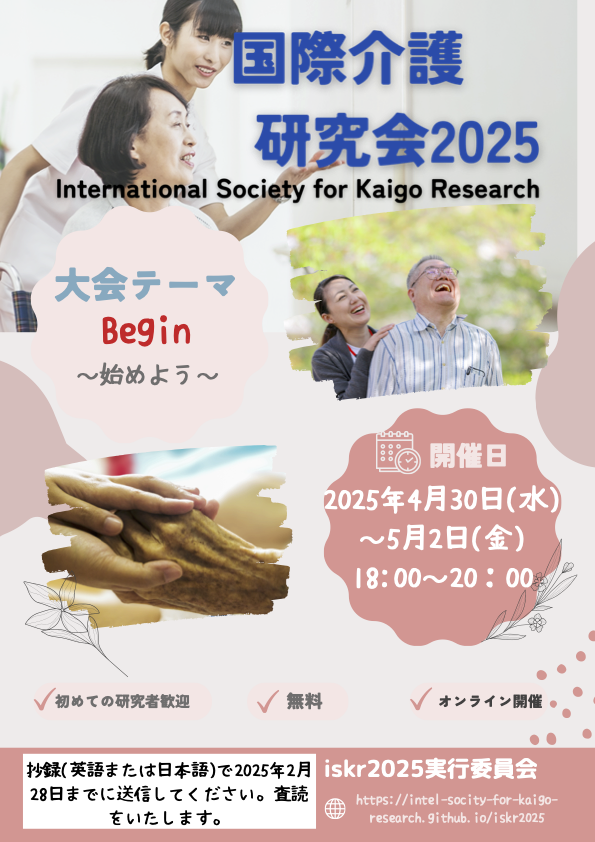 国際介護
研究会2025
International Society for Kaigo Research
大会テーマ
Begin
～始めよう～
開催日
2025年4月30日(水)
～5月2日(金)
18:00～20：00
初めての研究者歓迎
無料
オンライン開催
抄録(英語または日本語)で2025年2月
28日までに送信してください。査読
をいたします。
iskr2025実行委員会
https://intel-socity-for-kaigo-
research.github.io/iskr2025